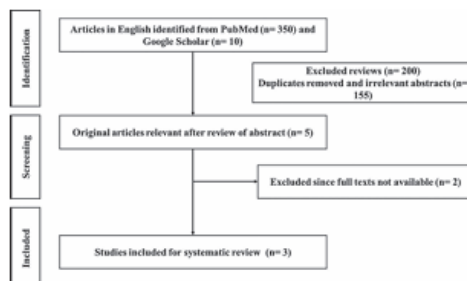 Identification
Articles in English identified from PubMed (n= 350) and
Google Scholar (n= 10)
Excluded reviews (n= 200)
Duplicates removed and irrelevant abstracts (n=
155)
Screening
Original articles relevant after review of abstract (n= 5)
Excluded since full texts not available (n= 2)
Included
Studies included for systematic review (n= 3)